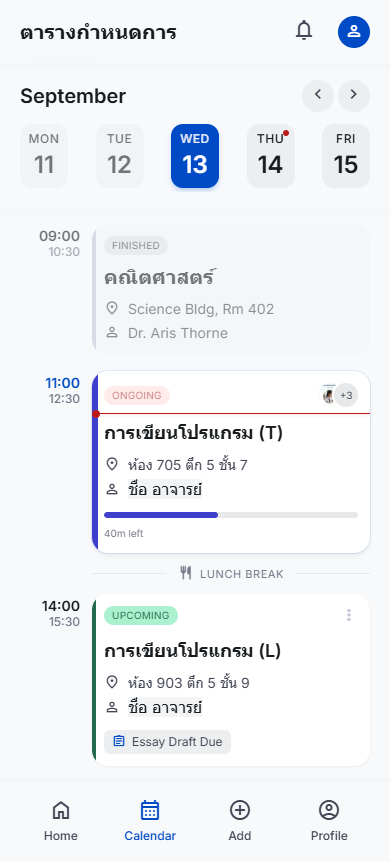 ตารางกำหนดการ
September
MON
11
TUE
12
WED
13
THU
14
FRI
15
09:00
10:30
FINISHED
คณิตศาสตร์
Science Bldg, Rm 402
Dr. Aris Thorne
11:00
12:30
ONGOING
+3
การเขียนโปรแกรม (T)
ห้อง 705 ตึก 5 ชั้น 7
ชื่อ อาจารย์
40m left
LUNCH BREAK
14:00
15:30
UPCOMING
การเขียนโปรแกรม (L)
ห้อง 903 ตึก 5 ชั้น 9
ชื่อ อาจารย์
Essay Draft Due
Home
Calendar
Add
Profile